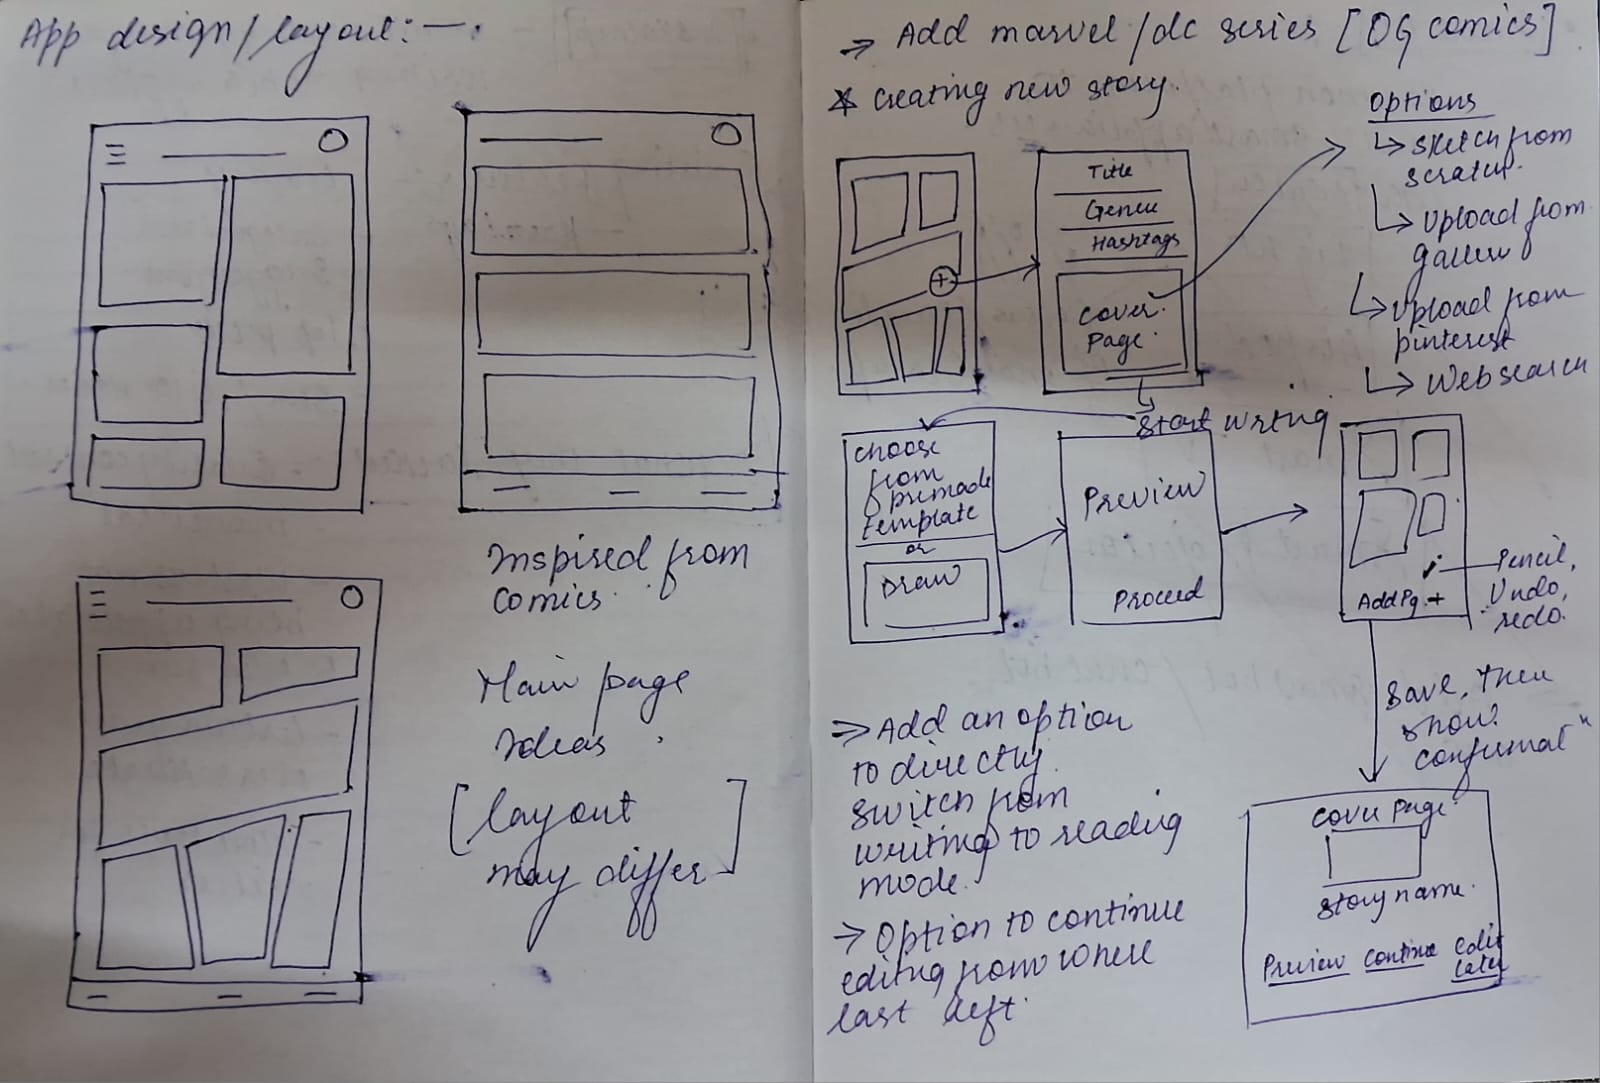 App design/layout:—.
Inspired from
comics.
Main page
Ideas.
[layout
may differ]
→ Add marvel/dc series [OG comics]
* creating new story.
Title
Genre
Hashtags
cover
page.
Options
↳ sketch from
scratch.
↳ upload from
gallery
↳ upload from
pinterest
↳ Web search
start writing
choose
from
premade
template
or
Draw
Preview
Proceed
Add Pg. +
Pencil,
Undo,
redo.
Save, then
show
confirmatⁿ
cover page.
story name.
Preview continue edit
later
→ Add an option
to directly
switch from
writing to reading
mode.
→ Option to continue
editing from where
last left.